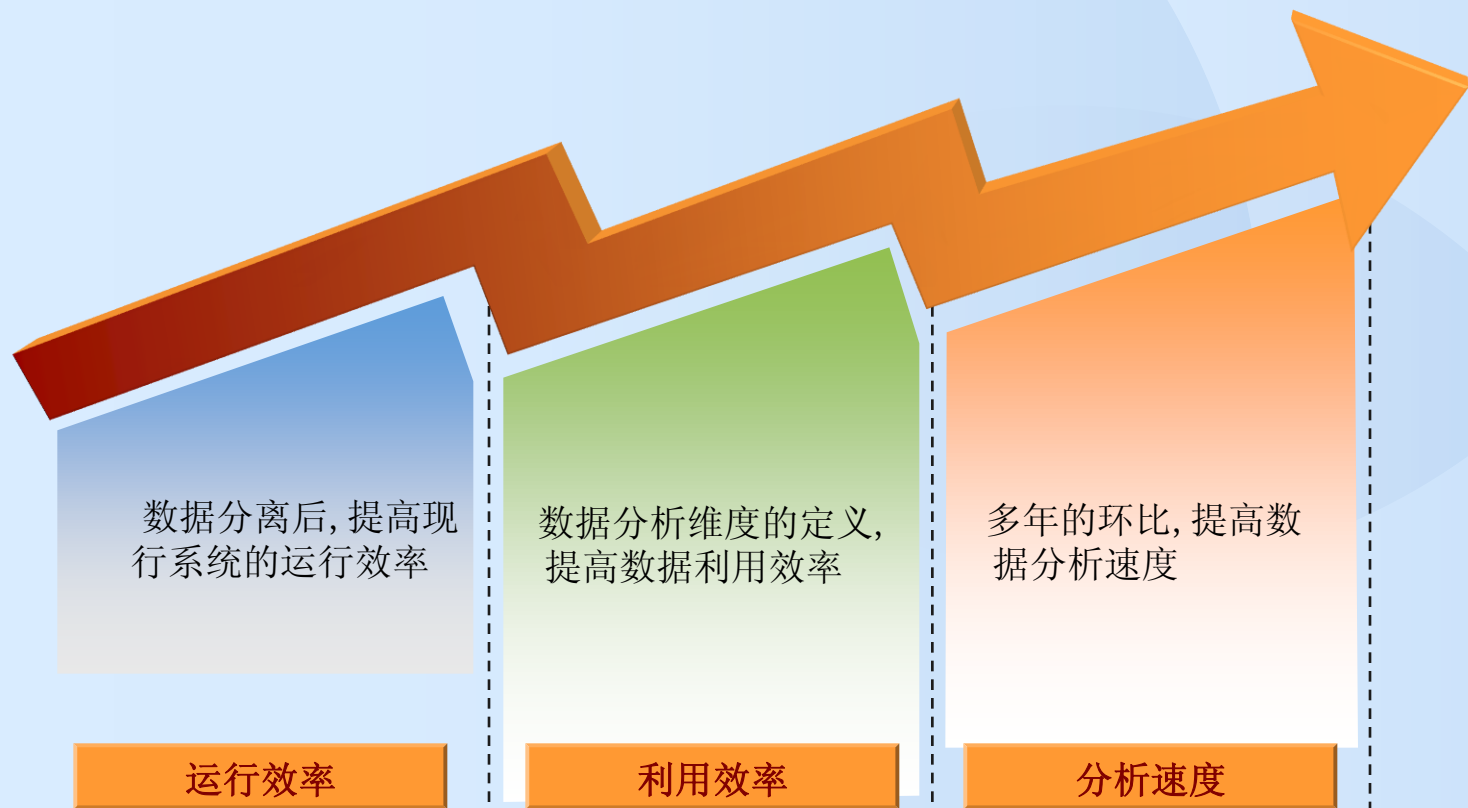 数据分离后,提高现
行系统的运行效率
数据分析维度的定义,
提高数据利用效率
多年的环比,提高数
据分析速度
运行效率
利用效率
分析速度